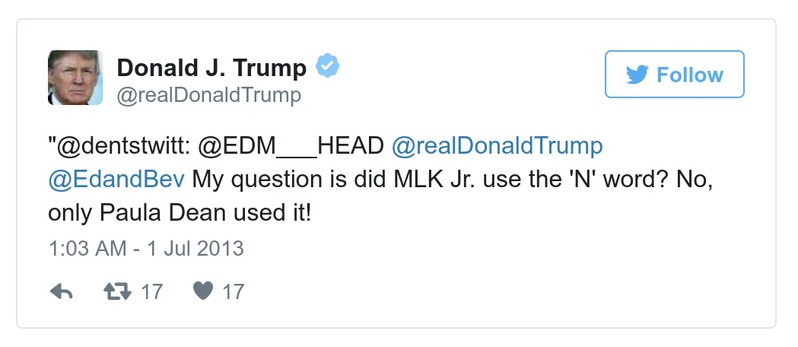 Donald J. Trump
@realDonaldTrump
Follow
"@dentstwitt: @EDM___HEAD @realDonaldTrump
@EdandBev My question is did MLK Jr. use the 'N' word? No,
only Paula Dean used it!
1:03 AM - 1 Jul 2013
17
17